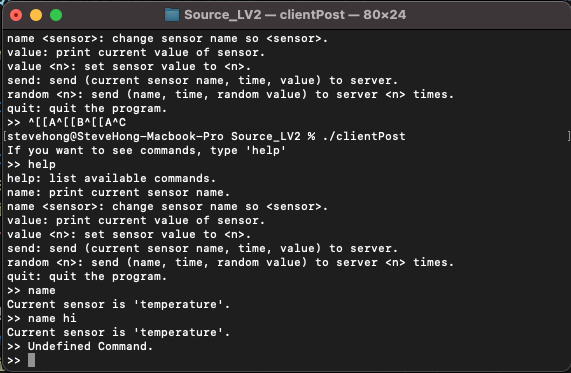 Source_LV2 — clientPost — 80×24
name <sensor>: change sensor name so <sensor>.
value: print current value of sensor.
value <n>: set sensor value to <n>.
send: send (current sensor name, time, value) to server.
random <n>: send (name, time, random value) to server <n> times.
quit: quit the program.
>> ^[[A^[[B^[[A^C
[stevehong@SteveHong-Macbook-Pro Source_LV2 % ./clientPost ]
If you want to see commands, type 'help'
>> help
help: list available commands.
name: print current sensor name.
name <sensor>: change sensor name so <sensor>.
value: print current value of sensor.
value <n>: set sensor value to <n>.
send: send (current sensor name, time, value) to server.
random <n>: send (name, time, random value) to server <n> times.
quit: quit the program.
>> name
Current sensor is 'temperature'.
>> name hi
Current sensor is 'temperature'.
>> Undefined Command.
>>